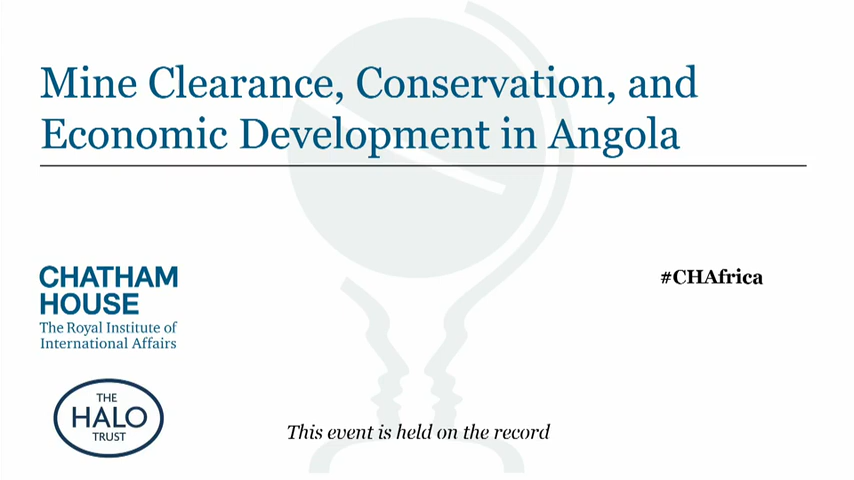 Mine Clearance, Conservation, and
Economic Development in Angola
CHATHAM
HOUSE
The Royal Institute of
International Affairs
#CHAfrica
THE
HALO
TRUST
This event is held on the record